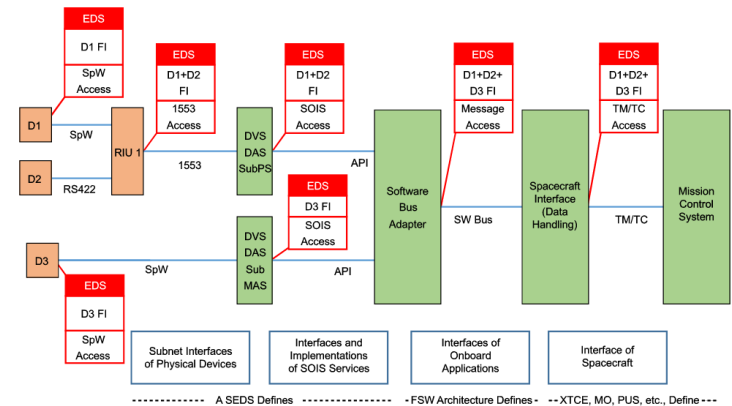 EDS
D1 FI
SpW
Access
EDS
D1+D2
FI
1553
Access
EDS
D1+D2
FI
SOIS
Access
EDS
D1+D2+
D3 FI
Message
Access
EDS
D1+D2+
D3 FI
TM/TC
Access
D1
SpW
D2
RS422
RIU 1
1553
DVS
DAS
SubPS
API
Software
Bus
Adapter
SW Bus
Spacecraft
Interface
(Data
Handling)
TM/TC
Mission
Control
System
EDS
D3 FI
SOIS
Access
D3
SpW
DVS
DAS
Sub
MAS
API
EDS
D3 FI
SpW
Access
Subnet Interfaces
of Physical Devices
Interfaces and
Implementations
of SOIS Services
Interfaces of
Onboard
Applications
Interface of
Spacecraft
A SEDS Defines
FSW Architecture Defines
XTCE, MO, PUS, etc., Define